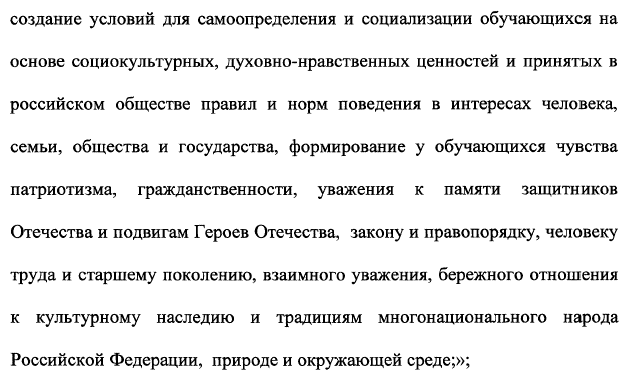 создание условий для самоопределения и социализации обучающихся на
основе социокультурных, духовно-нравственных ценностей и принятых в
российском обществе правил и норм поведения в интересах человека,
семьи, общества и государства, формирование у обучающихся чувства
патриотизма, гражданственности, уважения к памяти защитников
Отечества и подвигам Героев Отечества, закону и правопорядку, человеку
труда и старшему поколению, взаимного уважения, бережного отношения
к культурному наследию и традициям многонационального народа
Российской Федерации, природе и окружающей среде;»;